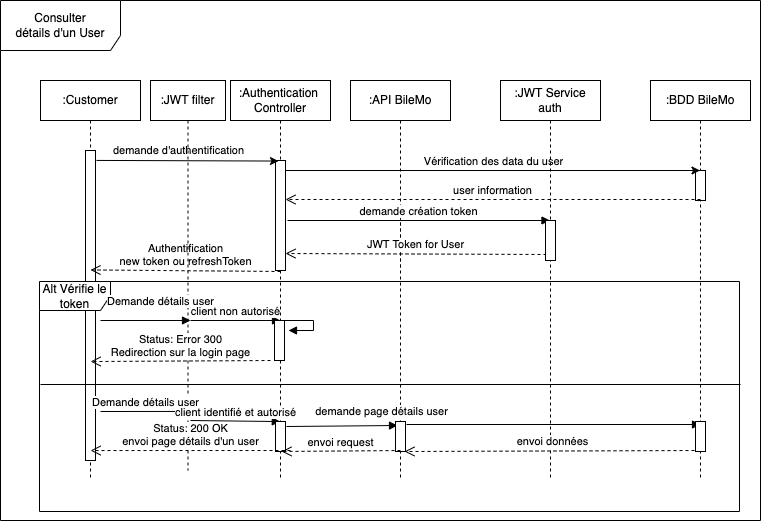 Consulter
détails d'un User
:Customer
:JWT filter
:Authentication
Controller
:API BileMo
:JWT Service
auth
:BDD BileMo
demande d'authentification
Vérification des data du user
user information
demande création token
JWT Token for User
Authentification
new token ou refreshToken
Alt Vérifie le
token
Demande détails user
client non autorisé
Status: Error 300
Redirection sur la login page
Demande détails user
client identifié et autorisé
demande page détails user
Status: 200 OK
envoi page détails d'un user
envoi request
envoi données